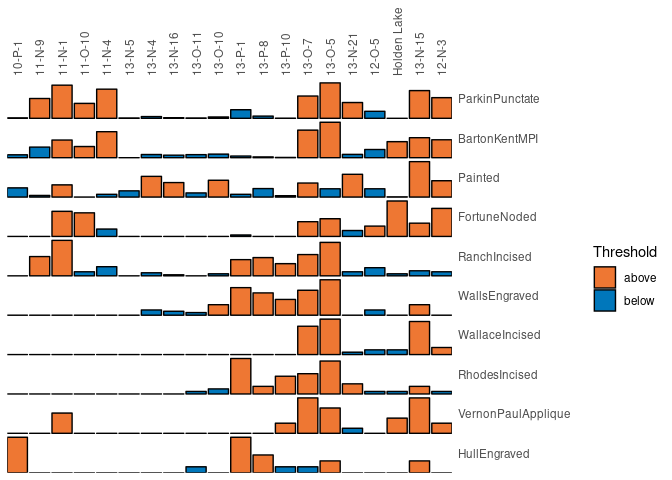 10-P-1
11-N-9
11-N-1
11-O-10
11-N-4
13-N-5
13-N-4
13-N-16
13-O-11
13-O-10
13-P-1
13-P-8
13-P-10
13-O-7
13-O-5
13-N-21
12-O-5
Holden Lake
13-N-15
12-N-3
ParkinPunctate
BartonKentMPI
Painted
FortuneNoded
RanchIncised
WallsEngraved
WallaceIncised
RhodesIncised
VernonPaulApplique
HullEngraved
Threshold
above
below